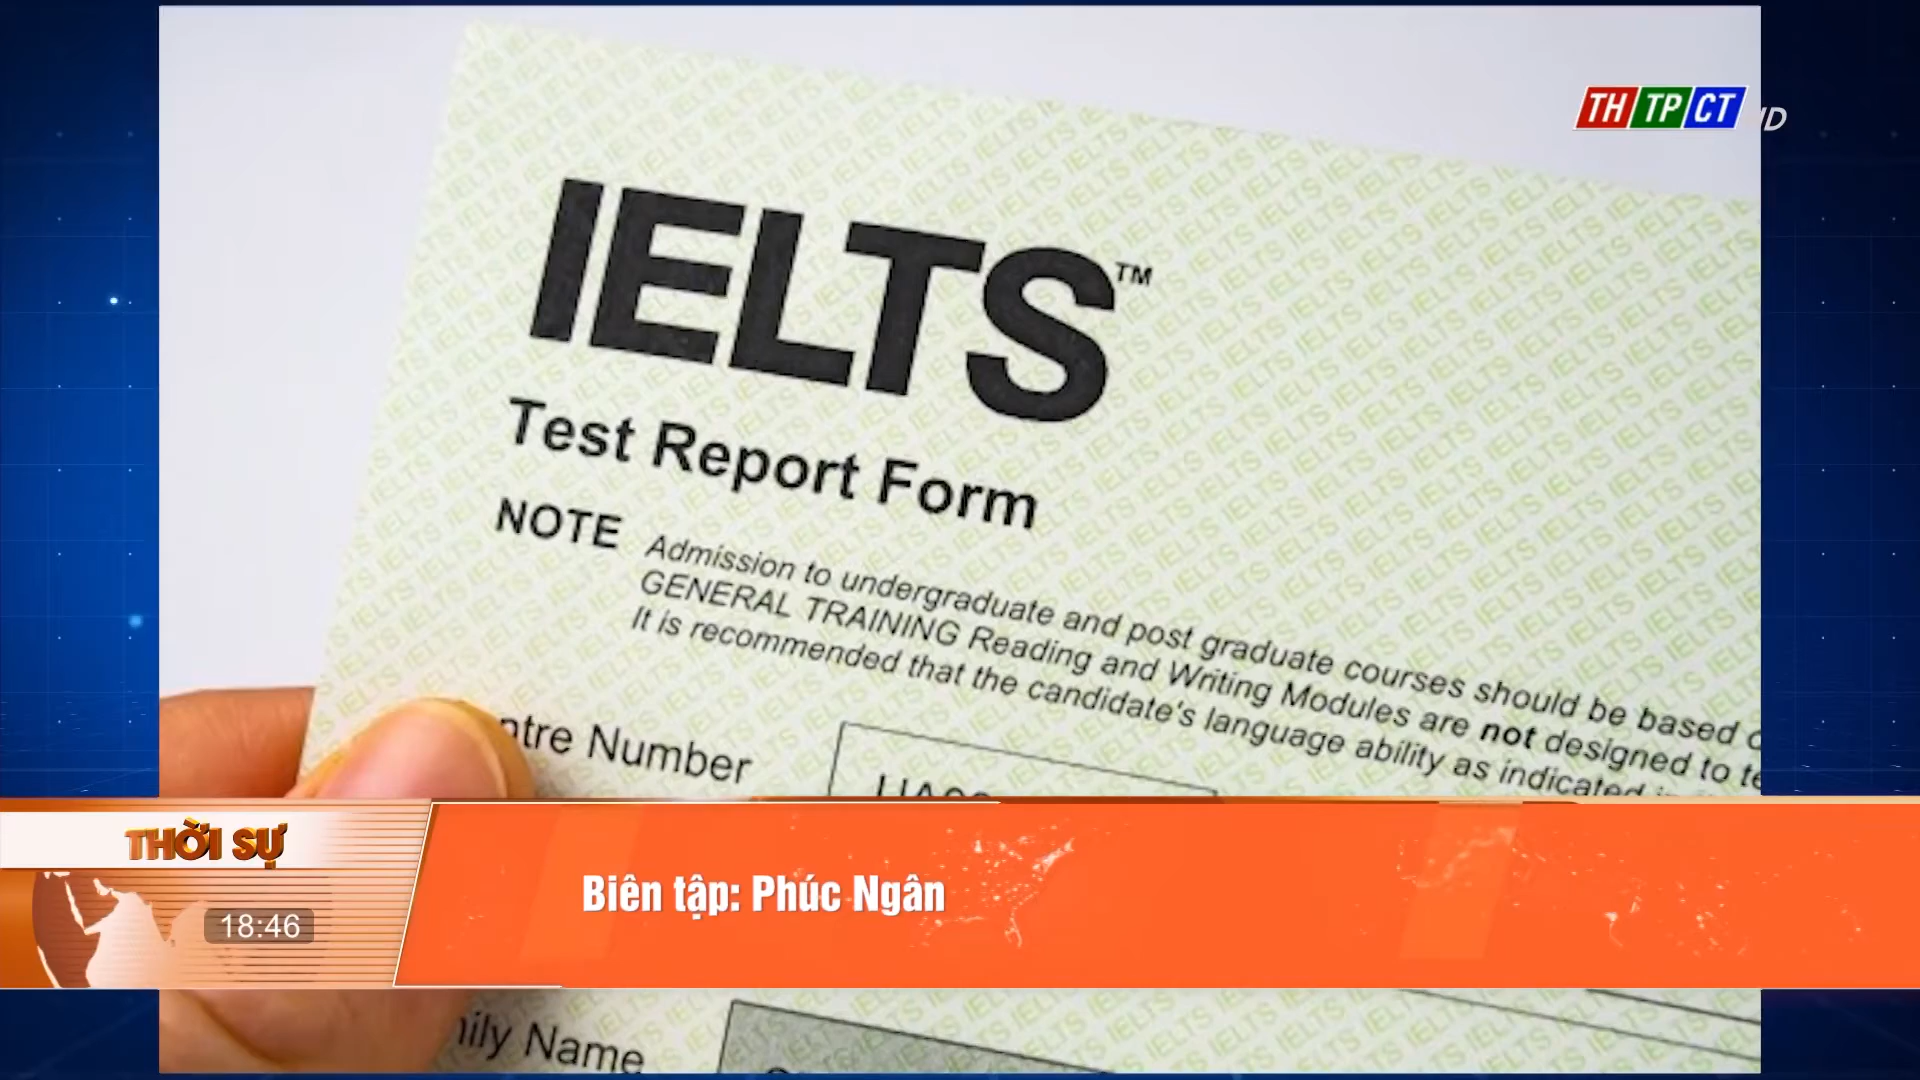 TH TP CT
IELTS™
Test Report Form
NOTE Admission to undergraduate and post graduate courses should be based
GENERAL TRAINING Reading and Writing Modules are not designed to
It is recommended that the candidate's language ability as indicated
Number
THỜI SỰ
Biên tập: Phúc Ngân
18:46
Name